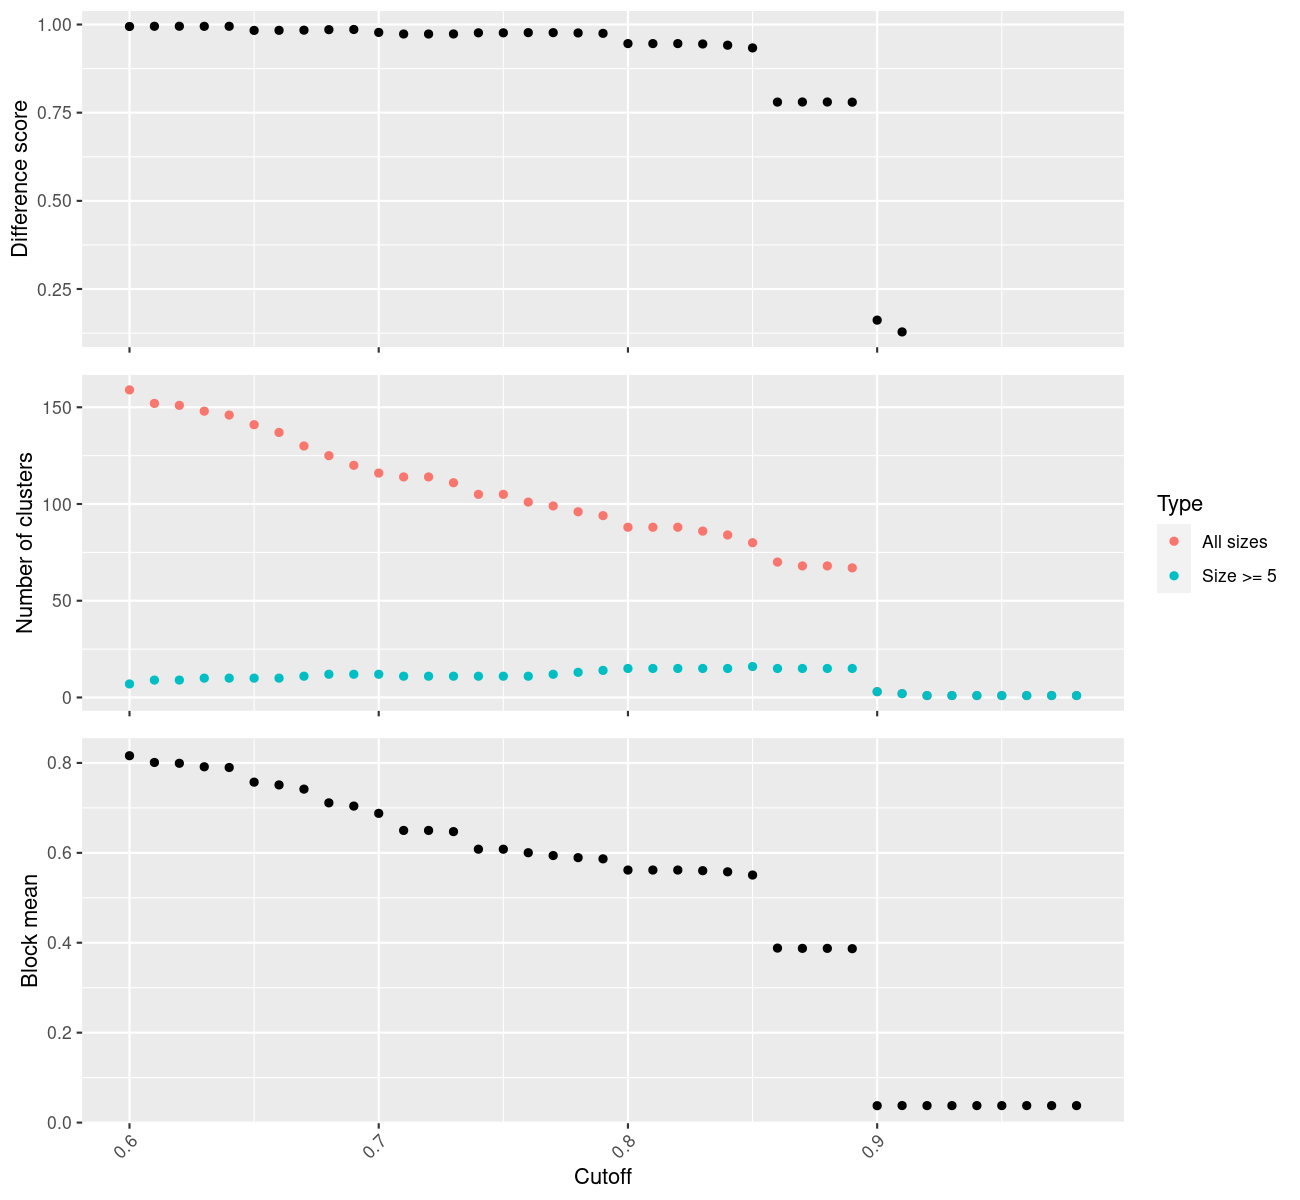 Difference score
1.00
0.75
0.50
0.25
Number of clusters
150
100
50
0
Type
All sizes
Size >= 5
Block mean
0.8
0.6
0.4
0.2
0.0
0.6 0.7 0.8 0.9
Cutoff